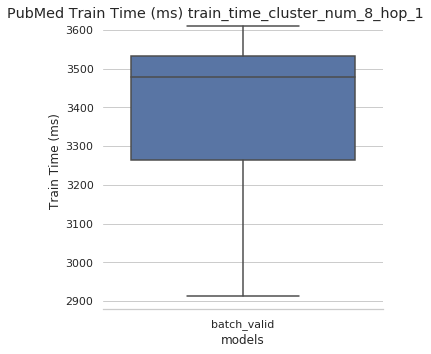 PubMed Train Time (ms) train_time_cluster_num_8_hop_1
3600
3500
3400
3300
3200
3100
3000
2900
Train Time (ms)
batch_valid
models